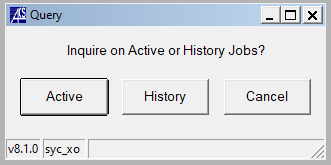 Query
Inquire on Active or History Jobs?
Active History Cancel
v8.1.0 syc_xo